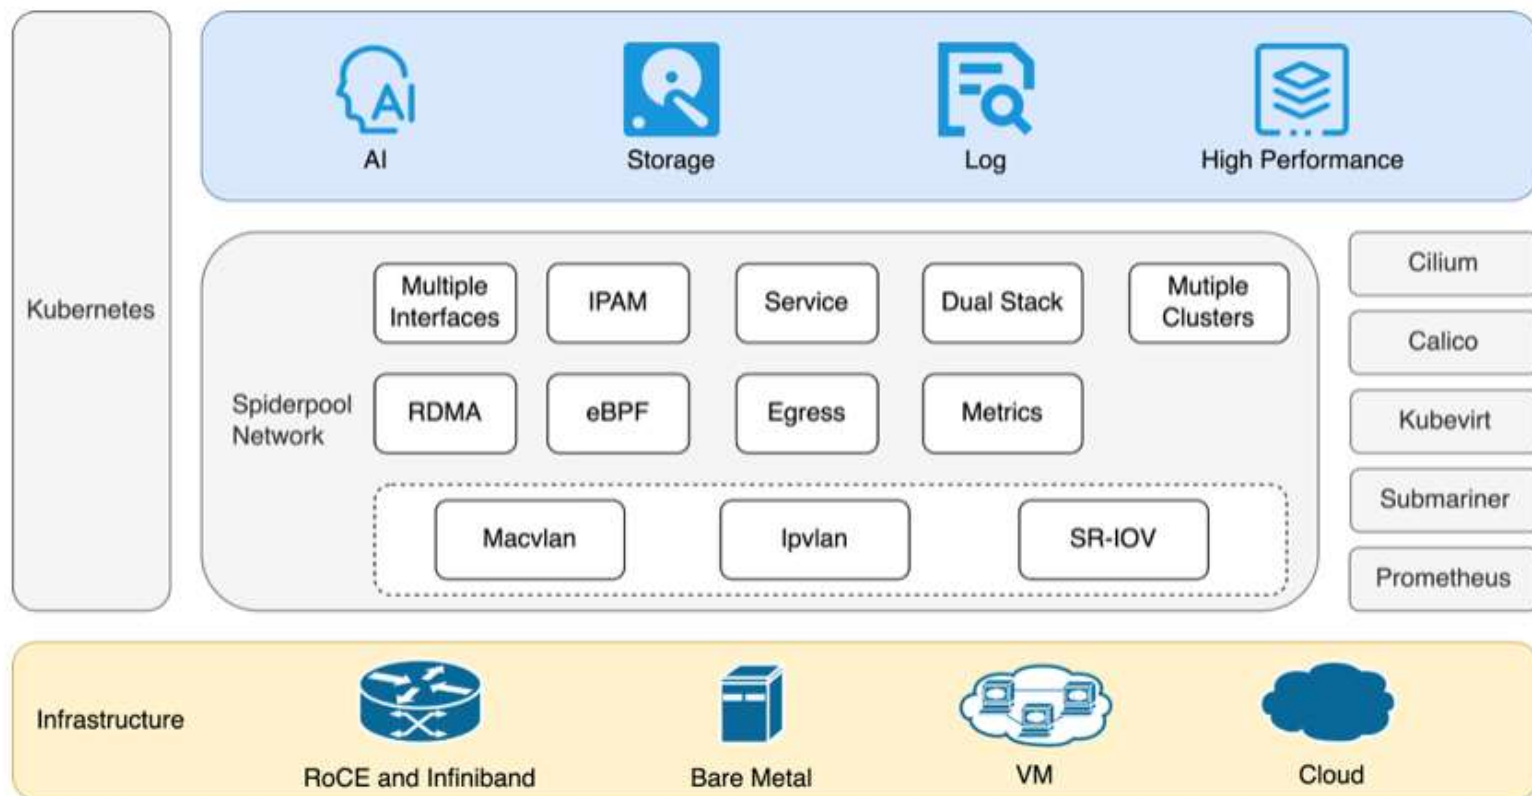 Kubernetes
AI
AI
Storage
Log
High Performance
Spiderpool
Network
Multiple
Interfaces
IPAM
Service
Dual Stack
Mutiple
Clusters
RDMA
eBPF
Egress
Metrics
Macvlan
Ipvlan
SR-IOV
Cilium
Calico
Kubevirt
Submariner
Prometheus
Infrastructure
RoCE and Infiniband
Bare Metal
VM
Cloud